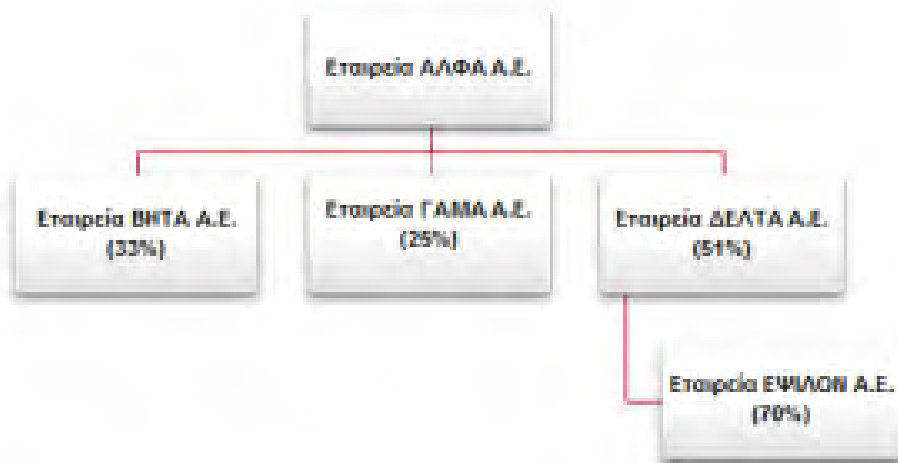 Εταιρεία ΑΛΦΑ Α.Ε.
Εταιρεία ΒΗΤΑ Α.Ε.
(33%)
Εταιρεία ΓΑΜΑ Α.Ε.
(25%)
Εταιρεία ΔΕΛΤΑ Α.Ε.
(51%)
Εταιρεία ΕΨΙΛΟΝ Α.Ε.
(70%)